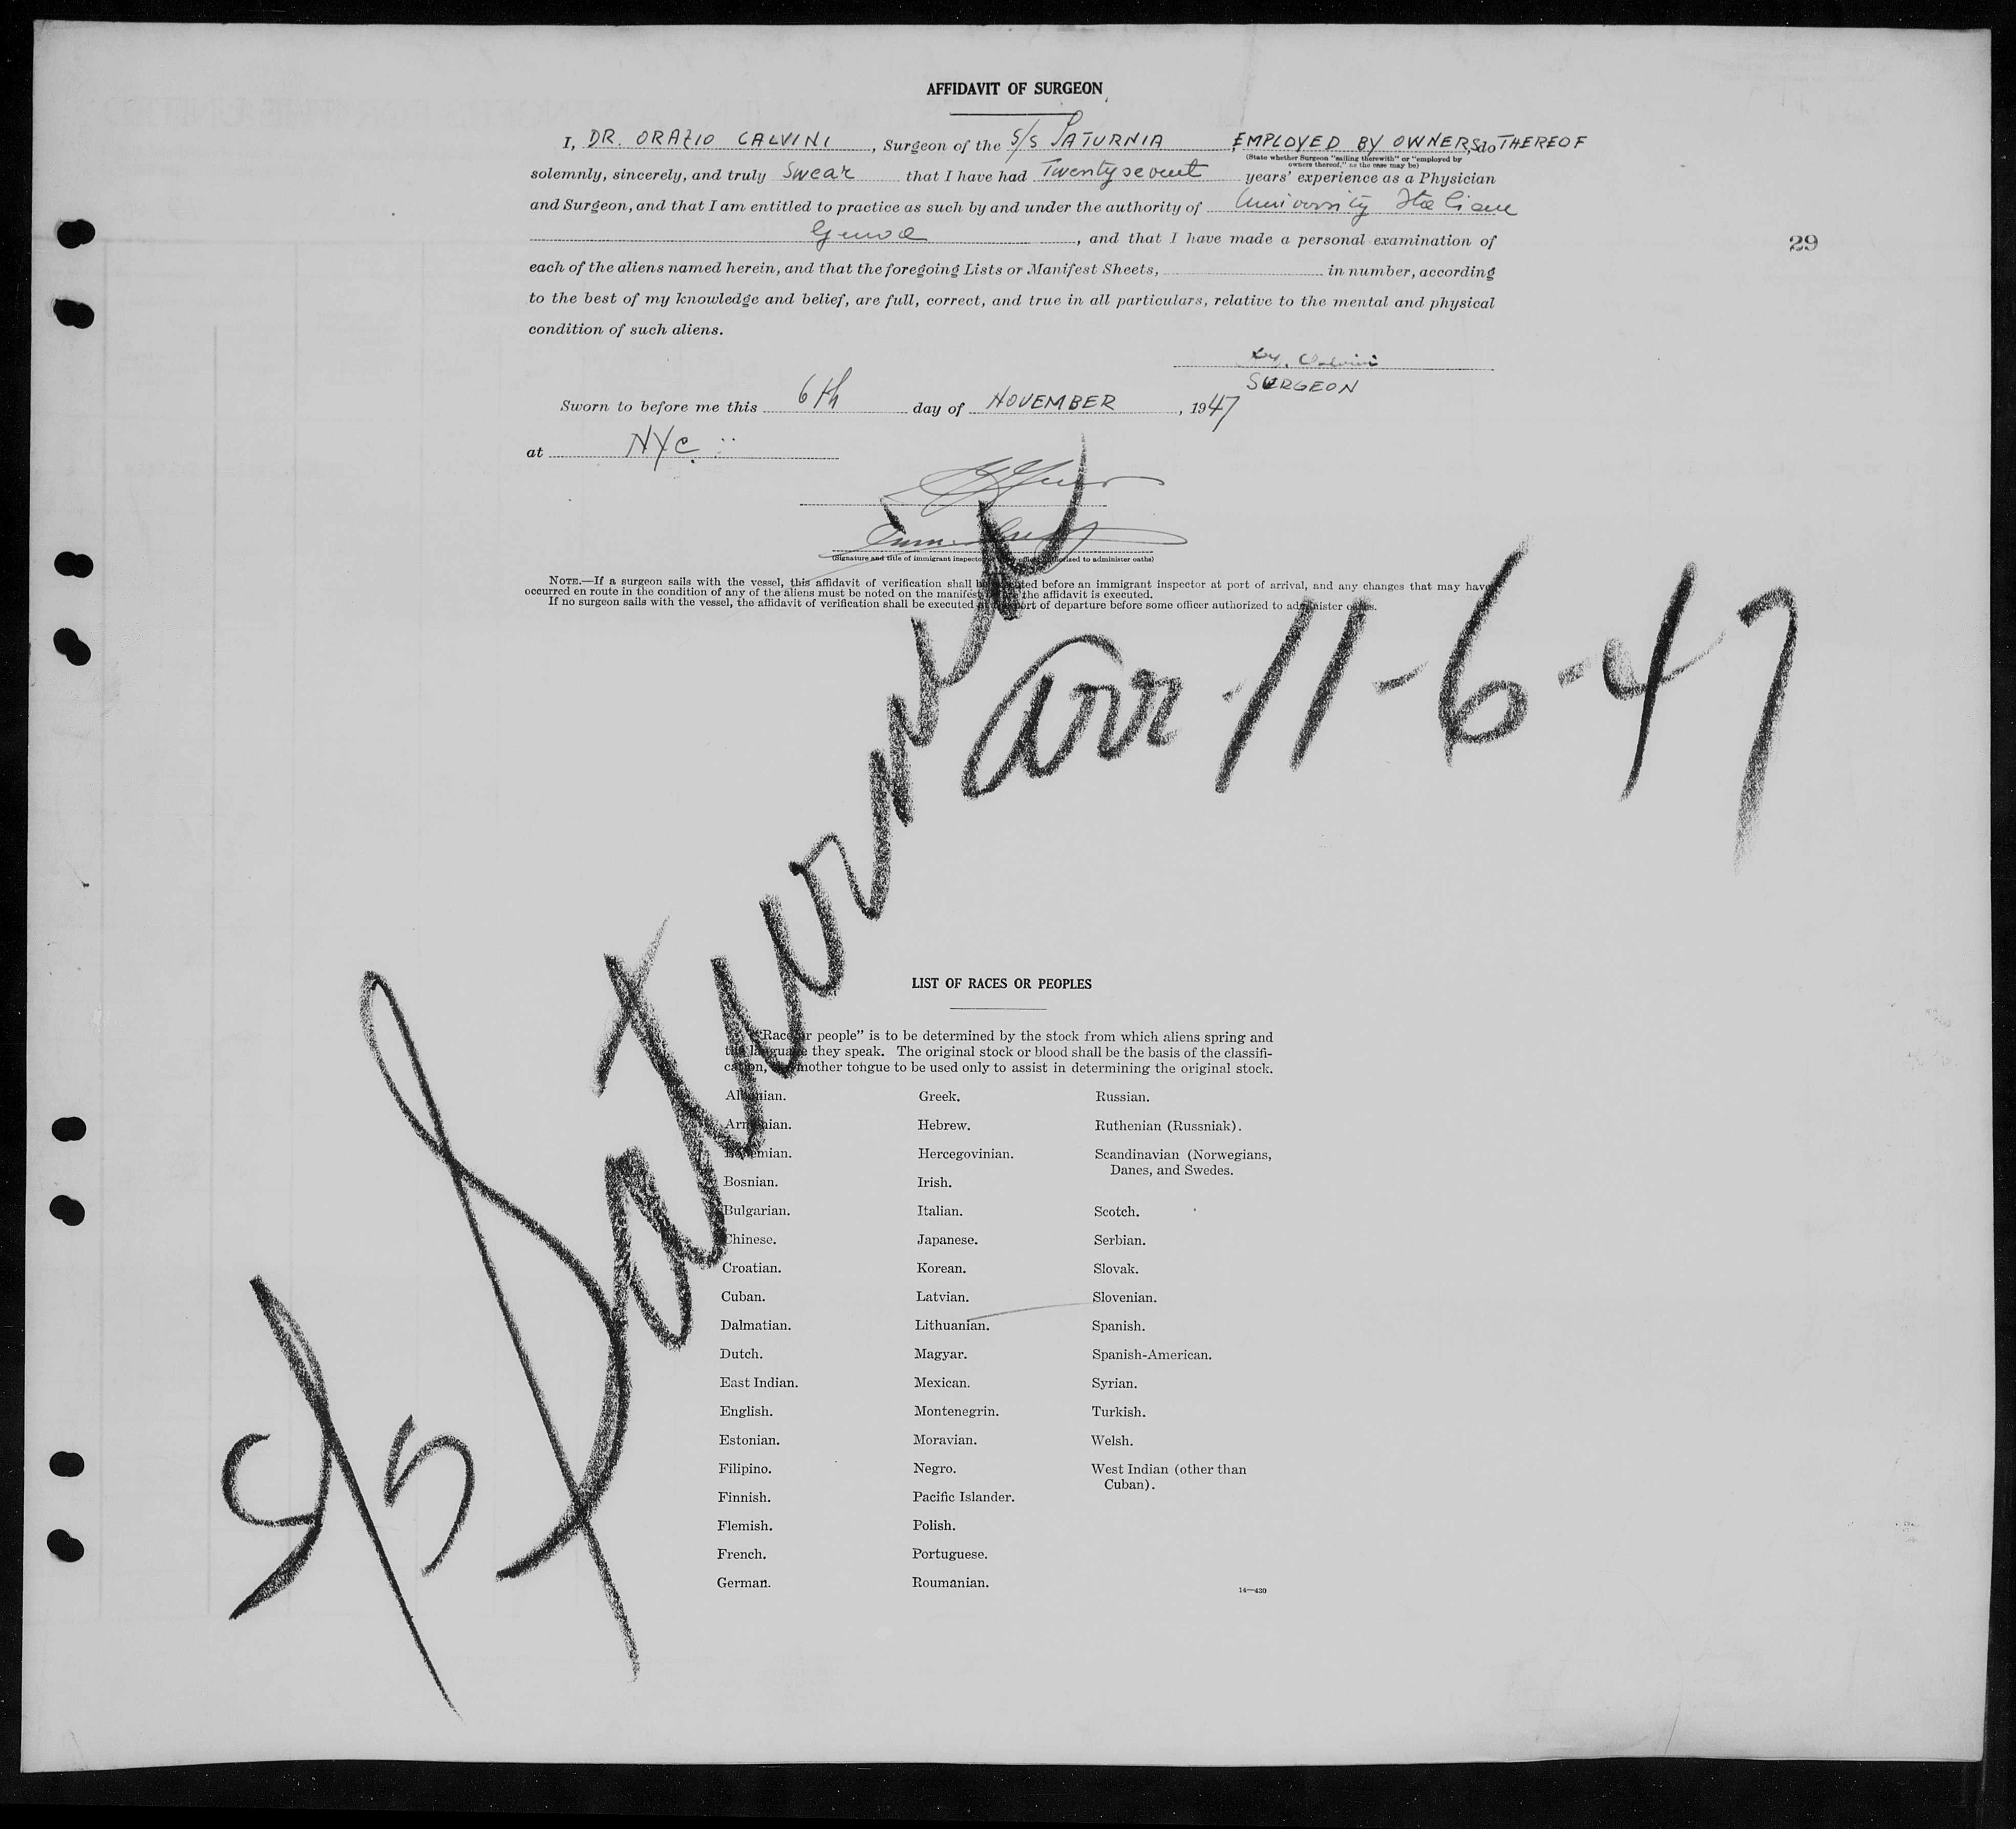 AFFIDAVIT OF SURGEON
I, DR. ORAZIO CALVINI, Surgeon of the S/S SATURNIA, EMPLOYED BY OWNERS, do THEREOF
(State whether Surgeon "sailing therewith" or "employed by
owners thereof," as the case may be)
solemnly, sincerely, and truly Swear that I have had Twenty years' experience as a Physician
and Surgeon, and that I am entitled to practice as such by and under the authority of University
Genoa, and that I have made a personal examination of
29
each of the aliens named herein, and that the foregoing Lists or Manifest Sheets, in number, according
to the best of my knowledge and belief, are full, correct, and true in all particulars, relative to the mental and physical
condition of such aliens.
Calvini
SURGEON
Sworn to before me this 6th day of NOVEMBER, 1947
at NYC
(Signature and title of immigrant inspector authorized to administer oaths)
NOTE.—If a surgeon sails with the vessel, this affidavit of verification shall be executed before an immigrant inspector at port of arrival, and any changes that may have
occurred en route in the condition of any of the aliens must be noted on the manifest before the affidavit is executed.
If no surgeon sails with the vessel, the affidavit of verification shall be executed at the port of departure before some officer authorized to administer oaths.
arr-11-6-47
S/S Saturnia
LIST OF RACES OR PEOPLES
"Race or people" is to be determined by the stock from which aliens spring and
the language they speak. The original stock or blood shall be the basis of the classifi-
cation, the mother tongue to be used only to assist in determining the original stock.
Albanian.
Armenian.
Bohemian.
Bosnian.
Bulgarian.
Chinese.
Croatian.
Cuban.
Dalmatian.
Dutch.
East Indian.
English.
Estonian.
Filipino.
Finnish.
Flemish.
French.
German.
Greek.
Hebrew.
Hercegovinian.
Irish.
Italian.
Japanese.
Korean.
Latvian.
Lithuanian.
Magyar.
Mexican.
Montenegrin.
Moravian.
Negro.
Pacific Islander.
Polish.
Portuguese.
Roumanian.
Russian.
Ruthenian (Russniak).
Scandinavian (Norwegians,
Danes, and Swedes.
Scotch.
Serbian.
Slovak.
Slovenian.
Spanish.
Spanish-American.
Syrian.
Turkish.
Welsh.
West Indian (other than
Cuban).
14—430